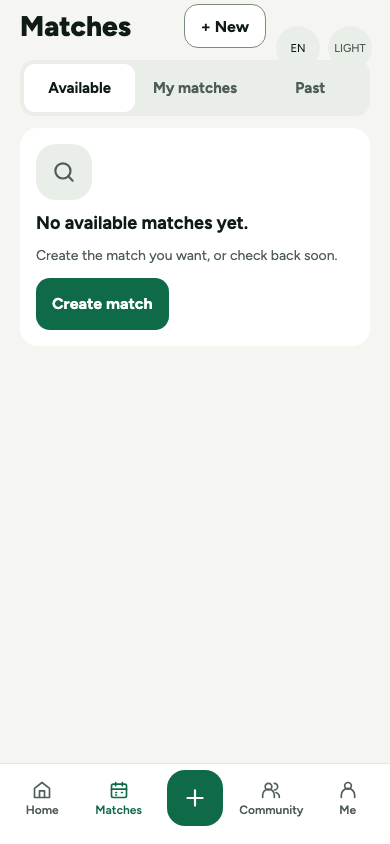 Matches
+ New
EN
LIGHT
Available
My matches
Past
No available matches yet.
Create the match you want, or check back soon.
Create match
Home
Matches
Community
Me